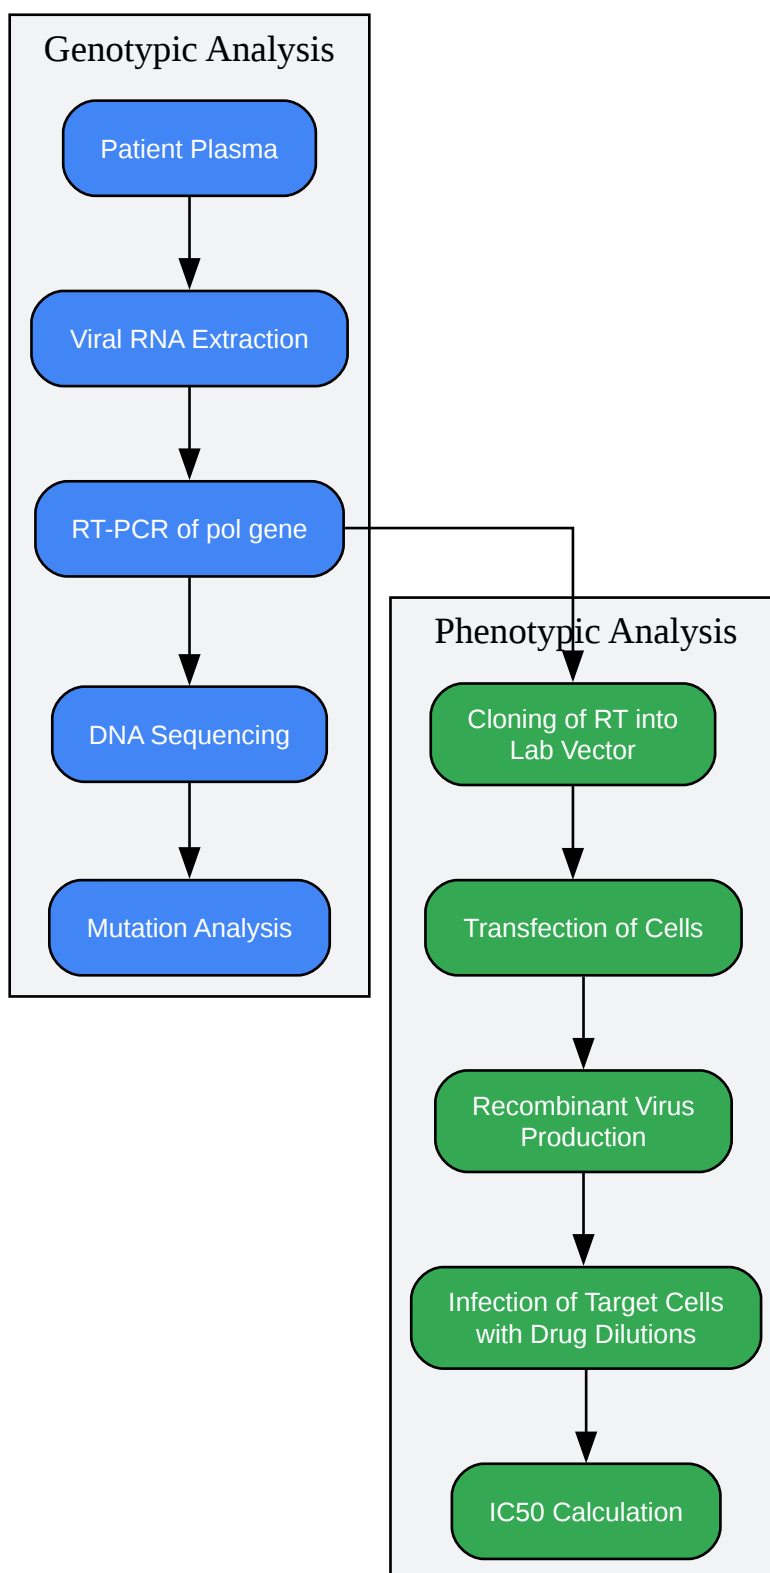 Genotypic Analysis
Patient Plasma
Viral RNA Extraction
RT-PCR of pol gene
DNA Sequencing
Mutation Analysis
Phenotypic Analysis
Cloning of RT into
Lab Vector
Transfection of Cells
Recombinant Virus
Production
Infection of Target Cells
with Drug Dilutions
IC50 Calculation